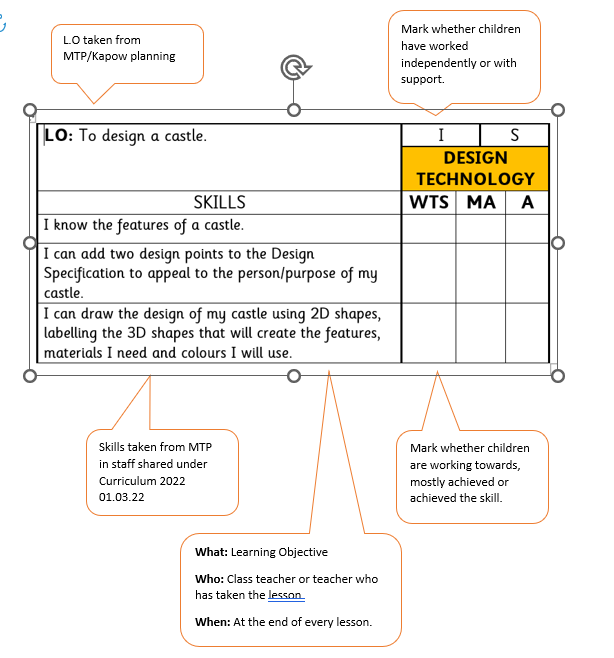 L.O taken from
MTP/Kapow planning
Mark whether children
have worked
independently or with
support.
LO: To design a castle.
I S
DESIGN
TECHNOLOGY
SKILLS WTS MA A
I know the features of a castle.
I can add two design points to the Design
Specification to appeal to the person/purpose of my
castle.
I can draw the design of my castle using 2D shapes,
labelling the 3D shapes that will create the features,
materials I need and colours I will use.
Skills taken from MTP
in staff shared under
Curriculum 2022
01.03.22
Mark whether children
are working towards,
mostly achieved or
achieved the skill.
What: Learning Objective
Who: Class teacher or teacher who
has taken the lesson.
When: At the end of every lesson.